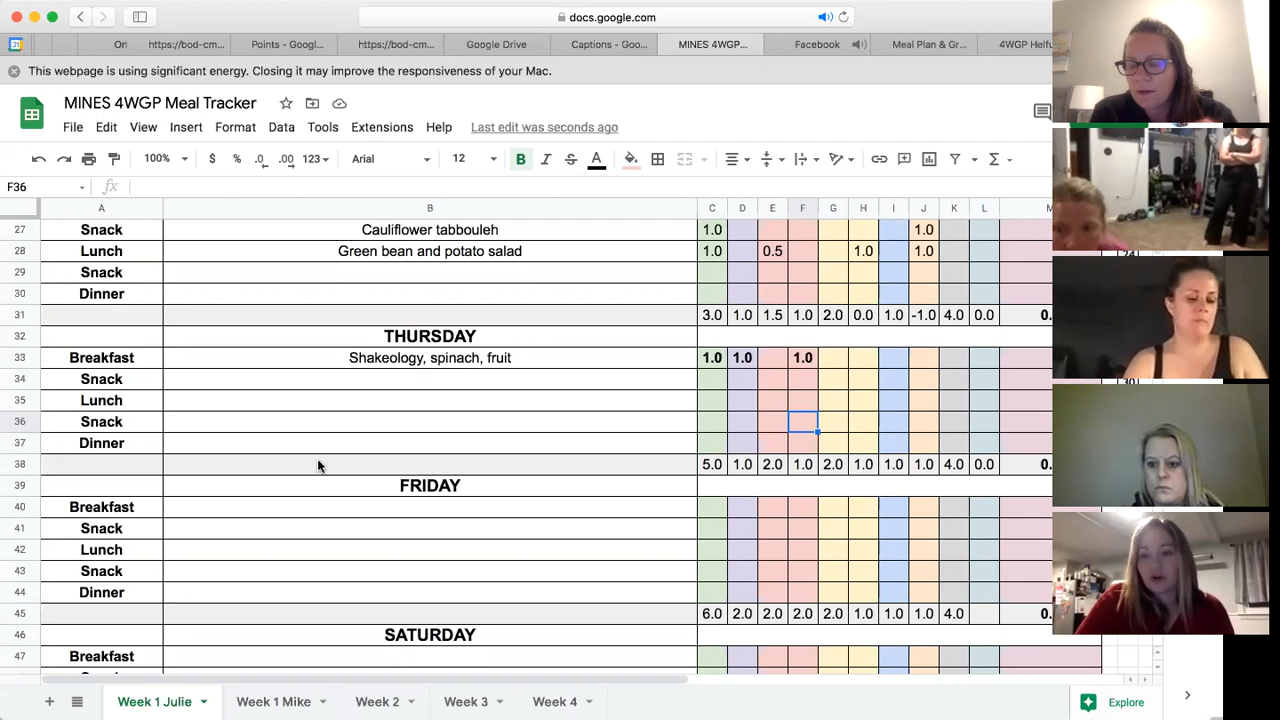 docs.google.com
Ori https://bod-cm... Points - Googl... https://bod-cm... Google Drive Captions - Goo... MINES 4WGP... Facebook Meal Plan & Gr... 4WGP Helfu
This webpage is using significant energy. Closing it may improve the responsiveness of your Mac.
MINES 4WGP Meal Tracker
File Edit View Insert Format Data Tools Extensions Help Last edit was seconds ago
100% $ % .0 .00 123 Arial 12 B I S A
F36 fx
A B C D E F G H I J K L M
27 Snack Cauliflower tabbouleh 1.0 1.0
28 Lunch Green bean and potato salad 1.0 0.5 1.0 1.0
29 Snack
30 Dinner
31 3.0 1.0 1.5 1.0 2.0 0.0 1.0 -1.0 4.0 0.0 0.
32 THURSDAY
33 Breakfast Shakeology, spinach, fruit 1.0 1.0 1.0
34 Snack
35 Lunch
36 Snack
37 Dinner
38 5.0 1.0 2.0 1.0 2.0 1.0 1.0 1.0 4.0 0.0 0.
39 FRIDAY
40 Breakfast
41 Snack
42 Lunch
43 Snack
44 Dinner
45 6.0 2.0 2.0 2.0 2.0 1.0 1.0 1.0 4.0 0.
46 SATURDAY
47 Breakfast
Week 1 Julie Week 1 Mike Week 2 Week 3 Week 4 Explore